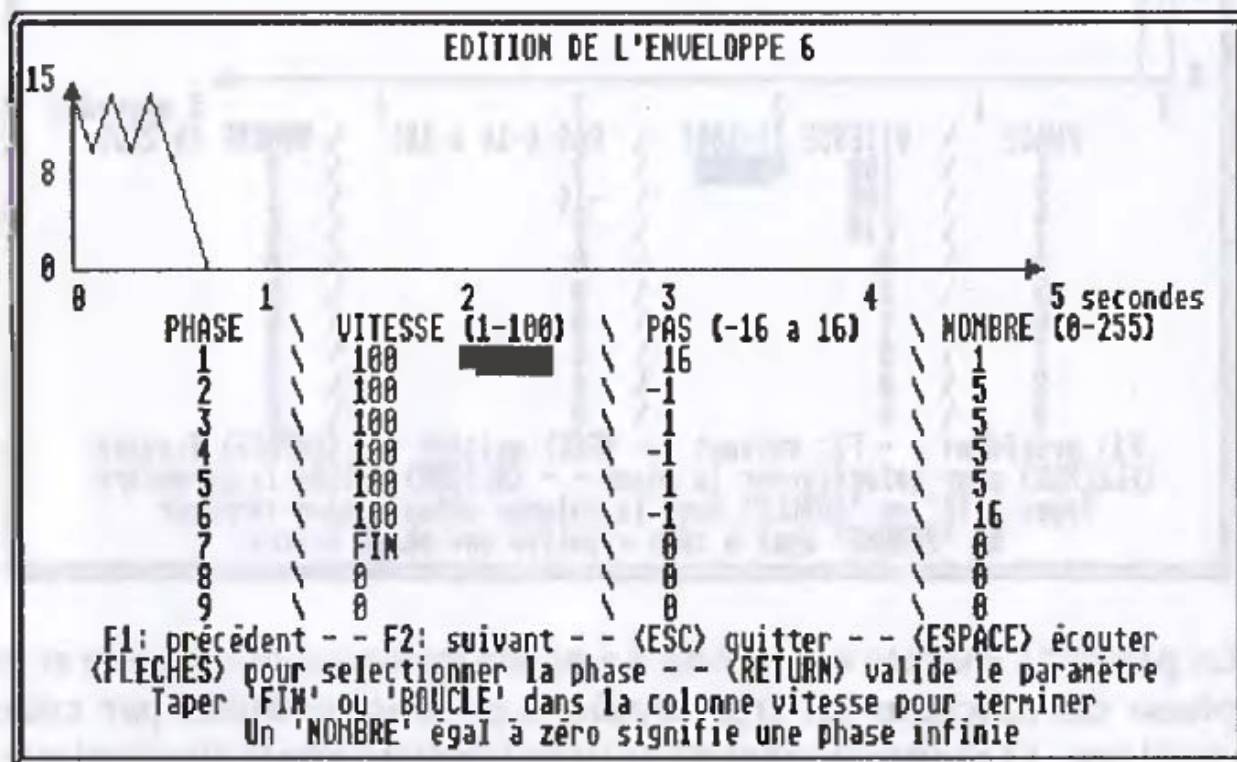 EDITION DE L'ENVELOPPE 6
15
8
0
0 1 2 3 4 5 secondes
PHASE \ VITESSE (1-100) \ PAS (-16 a 16) \ NOMBRE (0-255)
1 \ 100 \ 16 \ 1
2 \ 100 \ -1 \ 5
3 \ 100 \ 1 \ 5
4 \ 100 \ -1 \ 5
5 \ 100 \ 1 \ 5
6 \ 100 \ -1 \ 16
7 \ FIN \ 0 \ 0
8 \ 0 \ 0 \ 0
9 \ 0 \ 0 \ 0
F1: précédent - - F2: suivant - - <ESC> quitter - - <ESPACE> écouter
<FLECHES> pour selectionner la phase - - <RETURN> valide le paramètre
Taper 'FIN' ou 'BOUCLE' dans la colonne vitesse pour terminer
Un 'NOMBRE' égal à zéro signifie une phase infinie